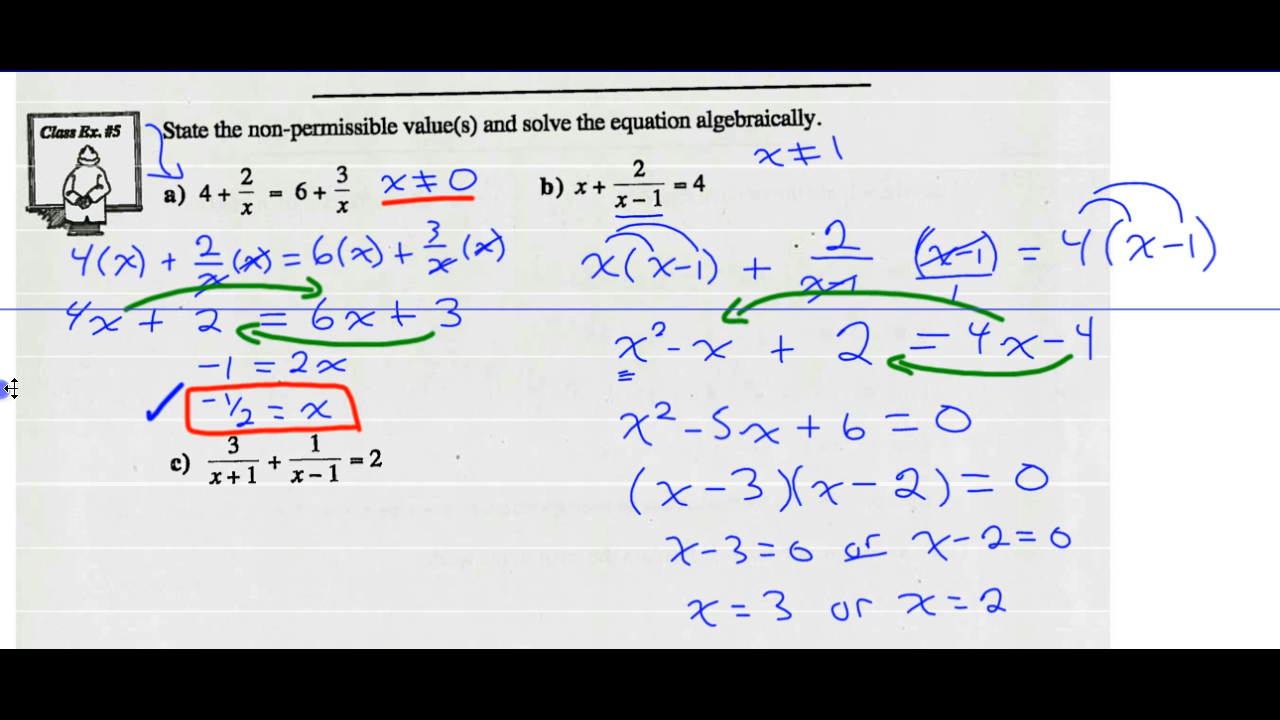 Class Ex. #5
State the non-permissible value(s) and solve the equation algebraically.
a) 4 + 2/x = 6 + 3/x   x ≠ 0
4(x) + 2/x (x) = 6(x) + 3/x (x)
4x + 2 = 6x + 3
-1 = 2x
-1/2 = x
b) x + 2/(x - 1) = 4   x ≠ 1
x(x-1) + 2/(x-1) (x-1)/1 = 4(x-1)
x² - x + 2 = 4x - 4
x² - 5x + 6 = 0
(x - 3)(x - 2) = 0
x - 3 = 0 or x - 2 = 0
x = 3 or x = 2
c) 3/(x + 1) + 1/(x - 1) = 2